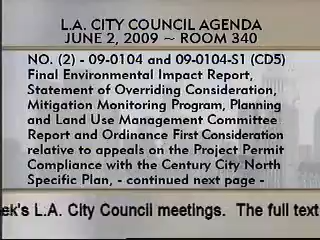 L.A. CITY COUNCIL AGENDA
JUNE 2, 2009 ~ ROOM 340
NO. (2) - 09-0104 and 09-0104-S1 (CD5)
Final Environmental Impact Report,
Statement of Overriding Consideration,
Mitigation Monitoring Program, Planning
and Land Use Management Committee
Report and Ordinance First Consideration
relative to appeals on the Project Permit
Compliance with the Century City North
Specific Plan, - continued next page -
ek's L.A. City Council meetings. The full text